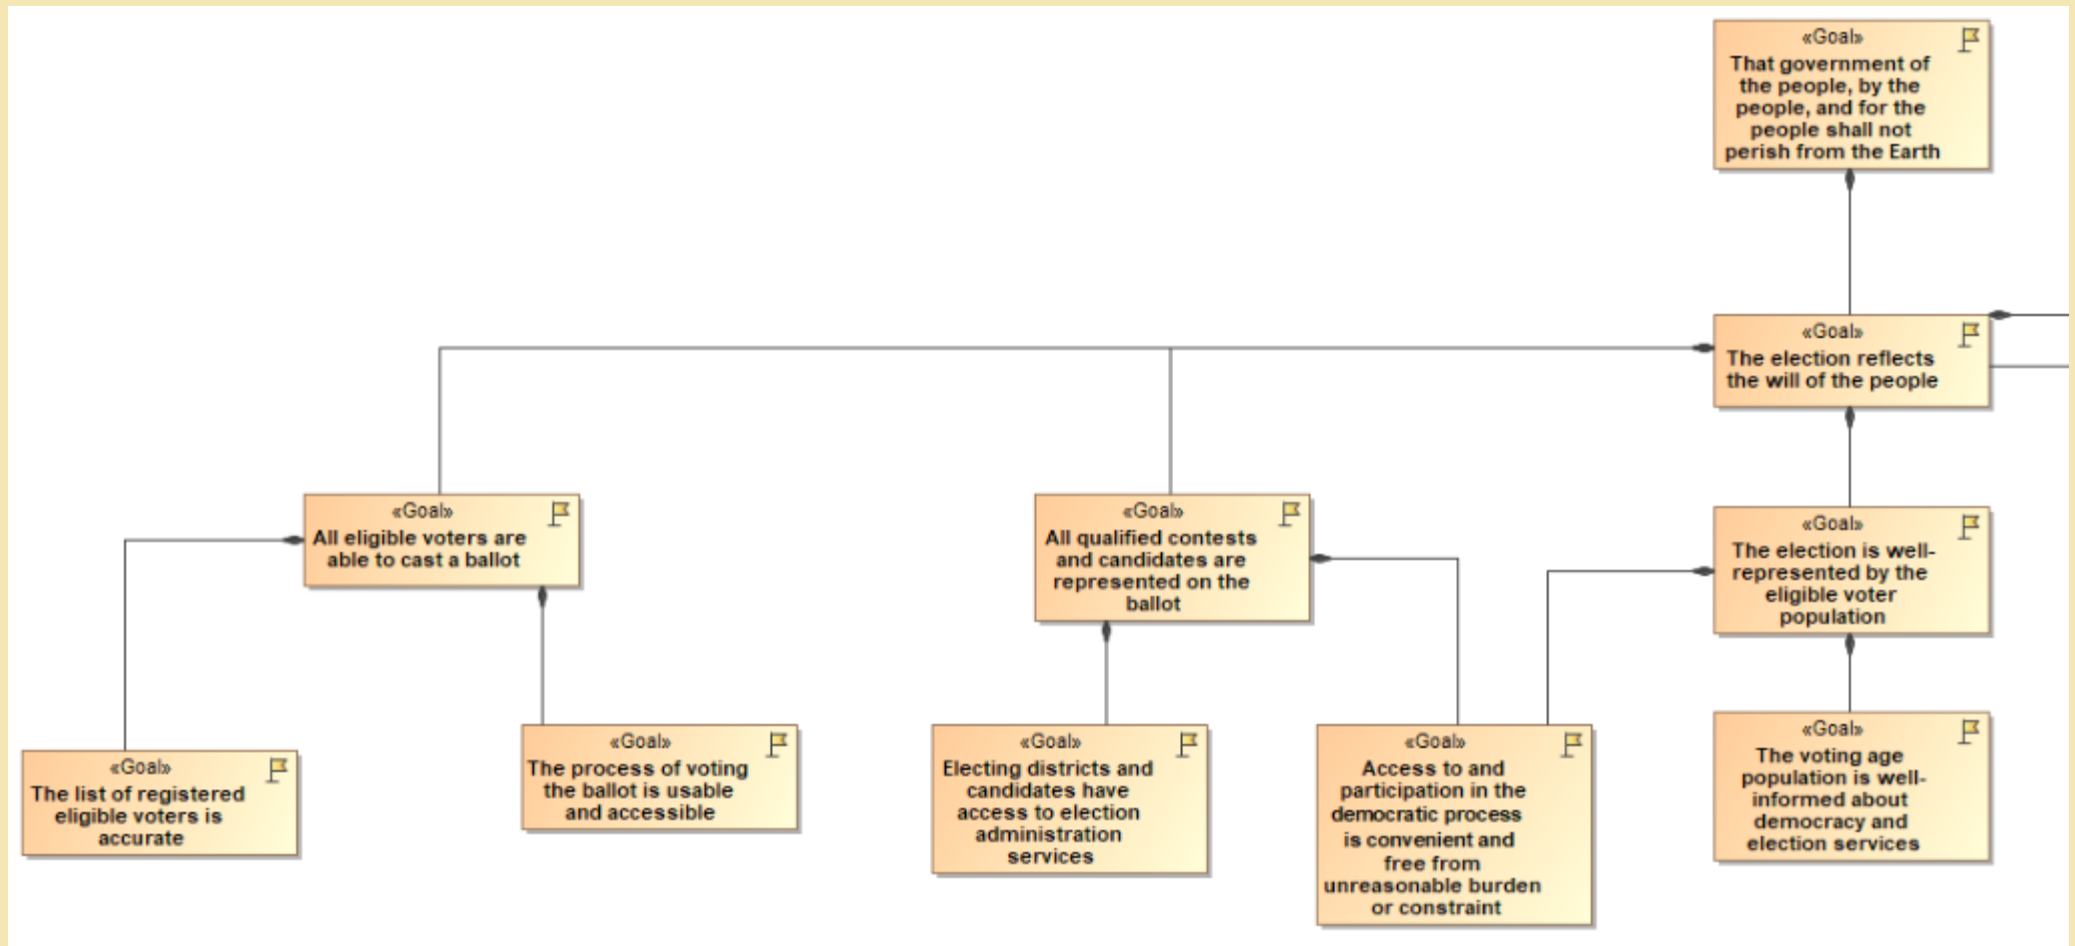 «Goal»
That government of
the people, by the
people, and for the
people shall not
perish from the Earth
«Goal»
The election reflects
the will of the people
«Goal»
All eligible voters are
able to cast a ballot
«Goal»
All qualified contests
and candidates are
represented on the
ballot
«Goal»
The election is well-
represented by the
eligible voter
population
«Goal»
The list of registered
eligible voters is
accurate
«Goal»
The process of voting
the ballot is usable
and accessible
«Goal»
Electing districts and
candidates have
access to election
administration
services
«Goal»
Access to and
participation in the
democratic process
is convenient and
free from
unreasonable burden
or constraint
«Goal»
The voting age
population is well-
informed about
democracy and
election services